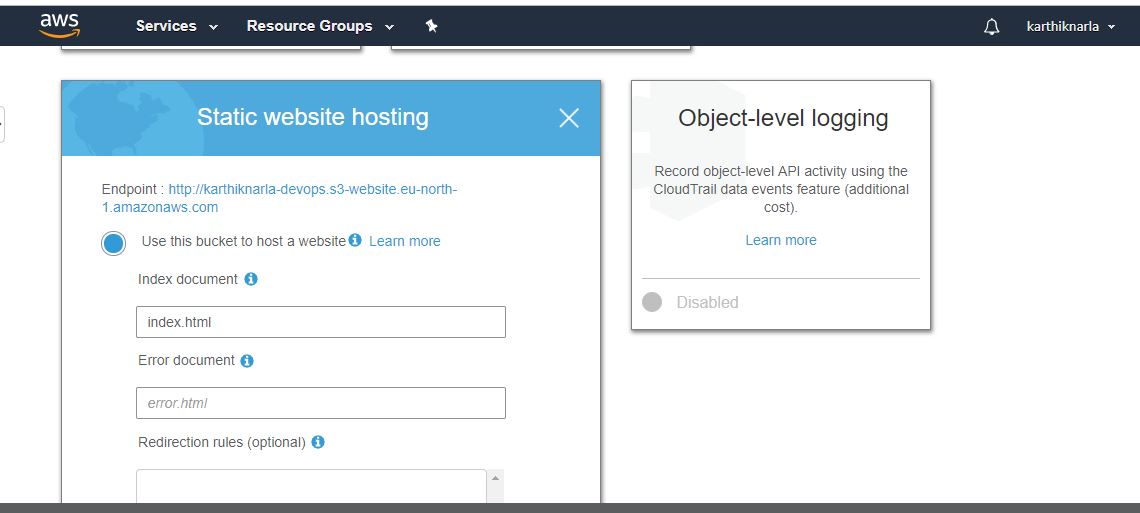 aws
Services
Resource Groups
karthiknarla
Static website hosting
Endpoint : http://karthiknarla-devops.s3-website.eu-north-
1.amazonaws.com
Use this bucket to host a website Learn more
Index document
index.html
Error document
error.html
Redirection rules (optional)
Object-level logging
Record object-level API activity using the
CloudTrail data events feature (additional
cost).
Learn more
Disabled